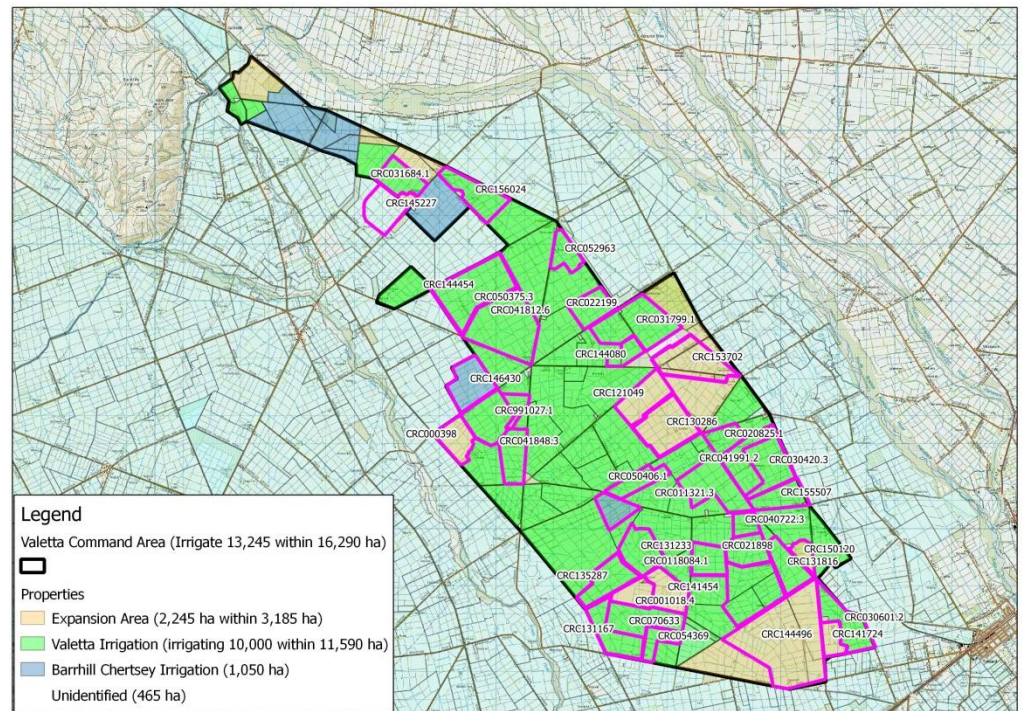 CRC031684.1
CRC156024
CRC145227
CRC052963
CRC144454
CRC050375.3
CRC022199
CRC041812.6
CRC031799.1
CRC144080
CRC153702
CRC146430
CRC121049
CRC991027.1
CRC130286
CRC000398
CRC041848.3
CRC020825.1
CRC041991.2
CRC030420.3
CRC050406.1
CRC011321.3
CRC155507
CRC040722.3
CRC131233
CRC021898
CRC150120
CRC0118084.1
CRC131816
CRC135287
CRC141454
CRC001018.4
CRC030601.2
CRC070633
CRC131167
CRC054369
CRC144496
CRC141724
Legend
Valetta Command Area (Irrigate 13,245 within 16,290 ha)
Properties
Expansion Area (2,245 ha within 3,185 ha)
Valetta Irrigation (irrigating 10,000 within 11,590 ha)
Barrhill Chertsey Irrigation (1,050 ha)
Unidentified (465 ha)